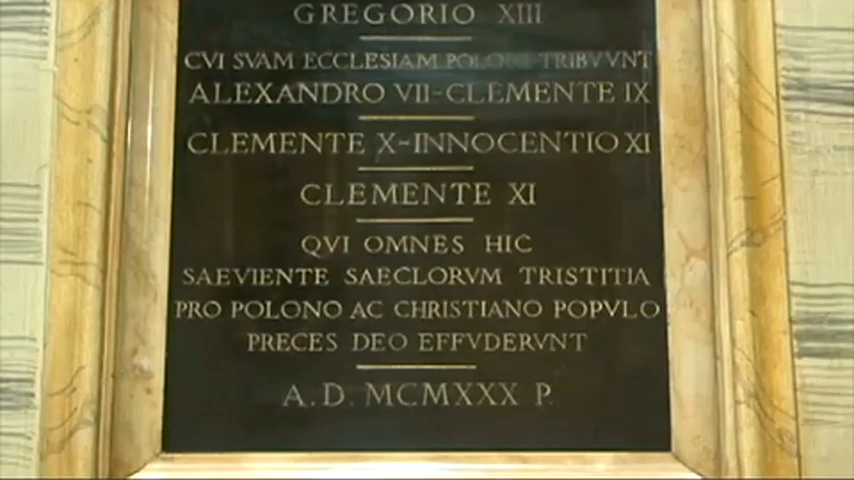 GREGORIO XIII
CVI SVAM ECCLESIAM POLONI TRIBVVNT
ALEXANDRO VII-CLEMENTE IX
CLEMENTE X-INNOCENTIO XI
CLEMENTE XI
QVI OMNES HIC
SAEVIENTE SAECLORVM TRISTITIA
PRO POLONO AC CHRISTIANO POPVLO
PRECES DEO EFFVDERVNT
A.D. MCMXXX P.